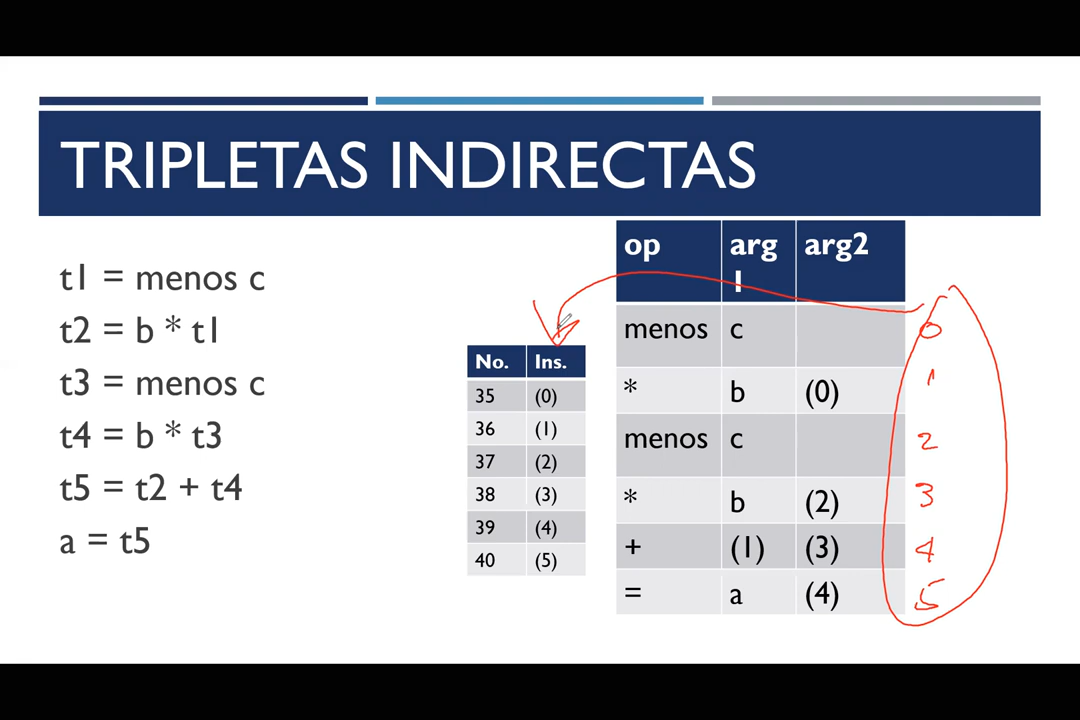 TRIPLETAS INDIRECTAS
t1 = menos c
t2 = b * t1
t3 = menos c
t4 = b * t3
t5 = t2 + t4
a = t5
No. Ins.
35 (0)
36 (1)
37 (2)
38 (3)
39 (4)
40 (5)
op arg1 arg2
menos c 0
* b (0) 1
menos c 2
* b (2) 3
+ (1) (3) 4
= a (4) 5